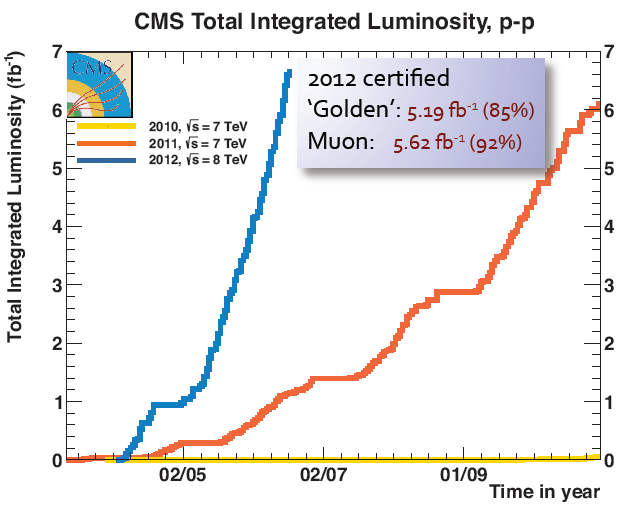 CMS Total Integrated Luminosity, p-p
Total Integrated Luminosity (fb⁻¹)
7
6
5
4
3
2
1
0
CMS
2010, √s = 7 TeV
2011, √s = 7 TeV
2012, √s = 8 TeV
2012 certified
‘Golden’: 5.19 fb⁻¹ (85%)
Muon: 5.62 fb⁻¹ (92%)
7
6
5
4
3
2
1
0
02/05 02/07 01/09
Time in year